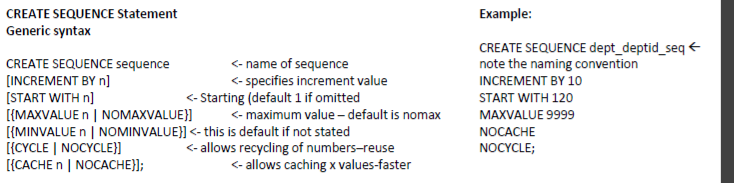 CREATE SEQUENCE Statement
Generic syntax
CREATE SEQUENCE sequence <- name of sequence
[INCREMENT BY n] <- specifies increment value
[START WITH n] <- Starting (default 1 if omitted
[{MAXVALUE n | NOMAXVALUE}] <- maximum value – default is nomax
[{MINVALUE n | NOMINVALUE}] <- this is default if not stated
[{CYCLE | NOCYCLE}] <- allows recycling of numbers–reuse
[{CACHE n | NOCACHE}]; <- allows caching x values-faster
Example:
CREATE SEQUENCE dept_deptid_seq ←
note the naming convention
INCREMENT BY 10
START WITH 120
MAXVALUE 9999
NOCACHE
NOCYCLE;